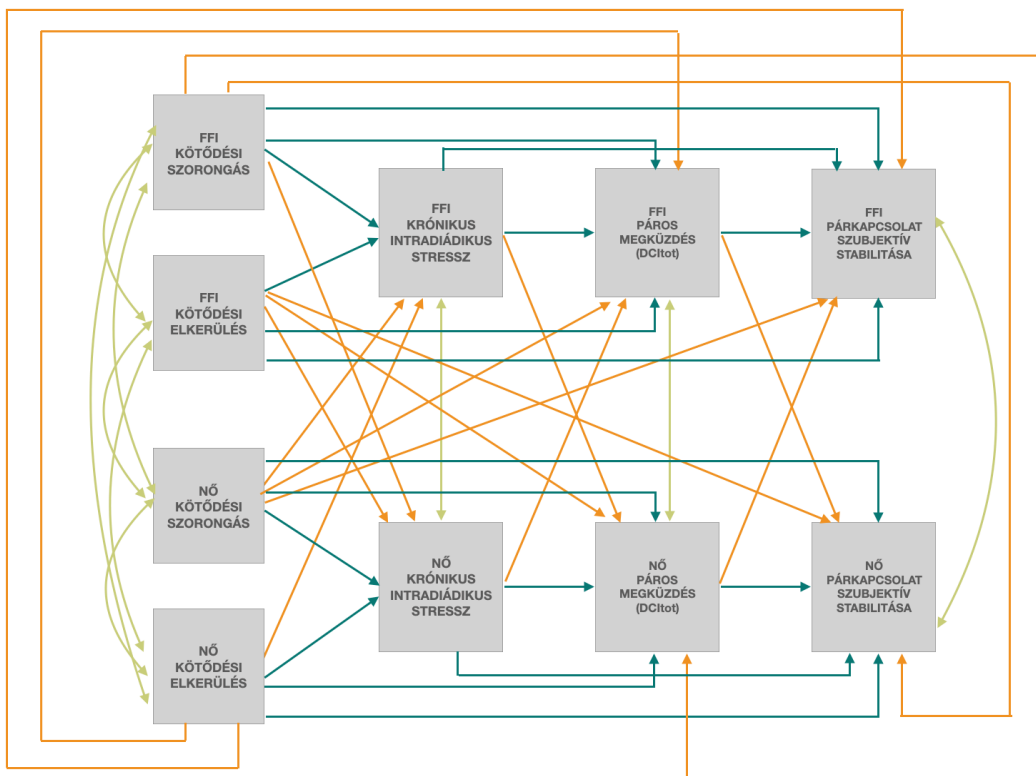 FFI
KÖTŐDÉSI
SZORONGÁS
FFI
KRÓNIKUS
INTRADIÁDIKUS
STRESSZ
FFI
PÁROS
MEGKÜZDÉS
(DCItot)
FFI
PÁRKAPCSOLAT
SZUBJEKTÍV
STABILITÁSA
FFI
KÖTŐDÉSI
ELKERÜLÉS
NŐ
KÖTŐDÉSI
SZORONGÁS
NŐ
KRÓNIKUS
INTRADIÁDIKUS
STRESSZ
NŐ
PÁROS
MEGKÜZDÉS
(DCItot)
NŐ
PÁRKAPCSOLAT
SZUBJEKTÍV
STABILITÁSA
NŐ
KÖTŐDÉSI
ELKERÜLÉS